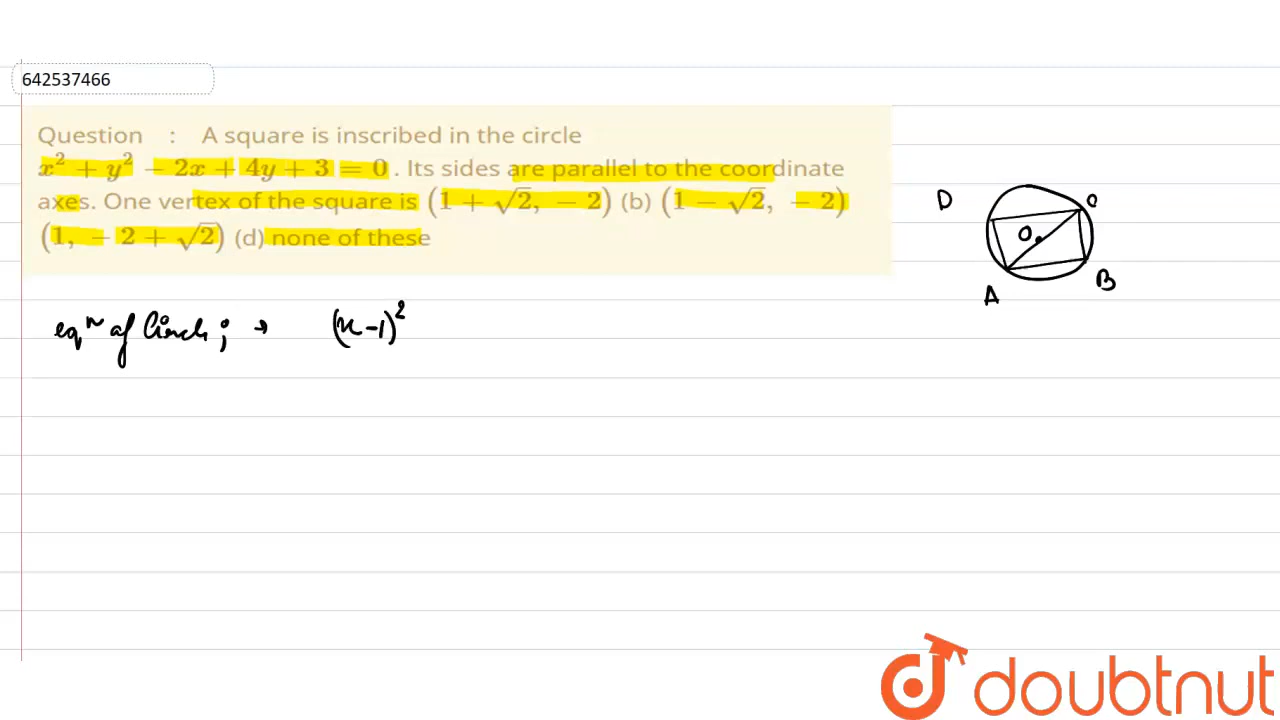 642537466
Question : A square is inscribed in the circle
x² + y² − 2x + 4y + 3 = 0 . Its sides are parallel to the coordinate
axes. One vertex of the square is (1 + √2, − 2) (b) (1 − √2, − 2)
(1, − 2 + √2) (d) none of these
D C
O.
A B
eqⁿ of Circle; → (x-1)²
doubtnut